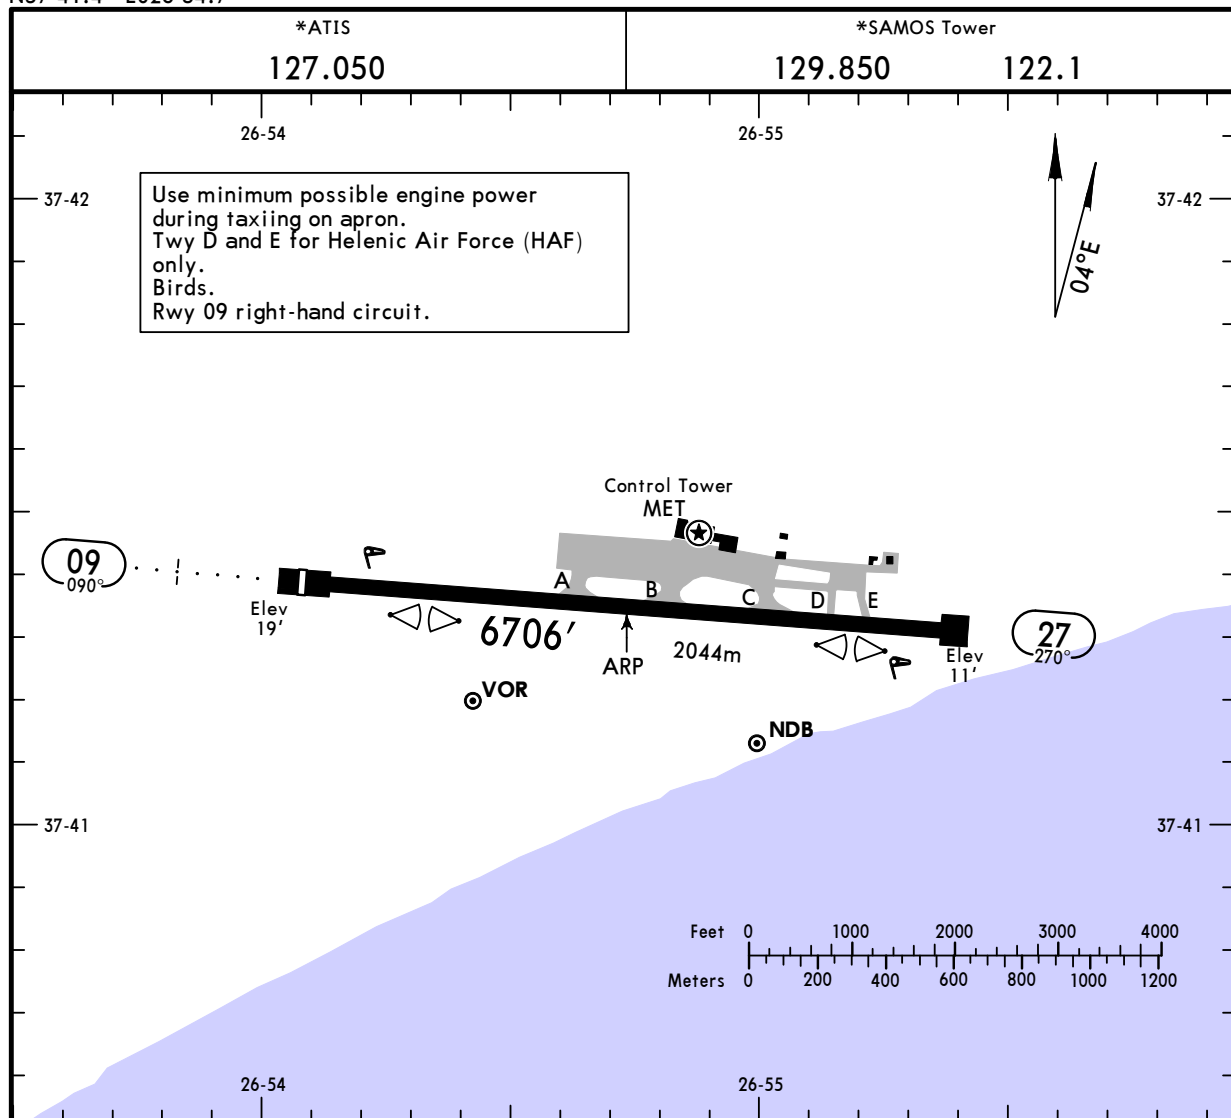 *ATIS
*SAMOS Tower
127.050
129.850 122.1
26-54
26-55
37-42
37-42
Use minimum possible engine power
during taxiing on apron.
Twy D and E for Helenic Air Force (HAF)
only.
Birds.
Rwy 09 right-hand circuit.
04°E
Control Tower
MET
09
090°
A
B
C
D
E
Elev
19'
6706'
2044m
ARP
27
270°
Elev
11'
VOR
NDB
37-41
37-41
Feet 0 1000 2000 3000 4000
Meters 0 200 400 600 800 1000 1200
26-54
26-55